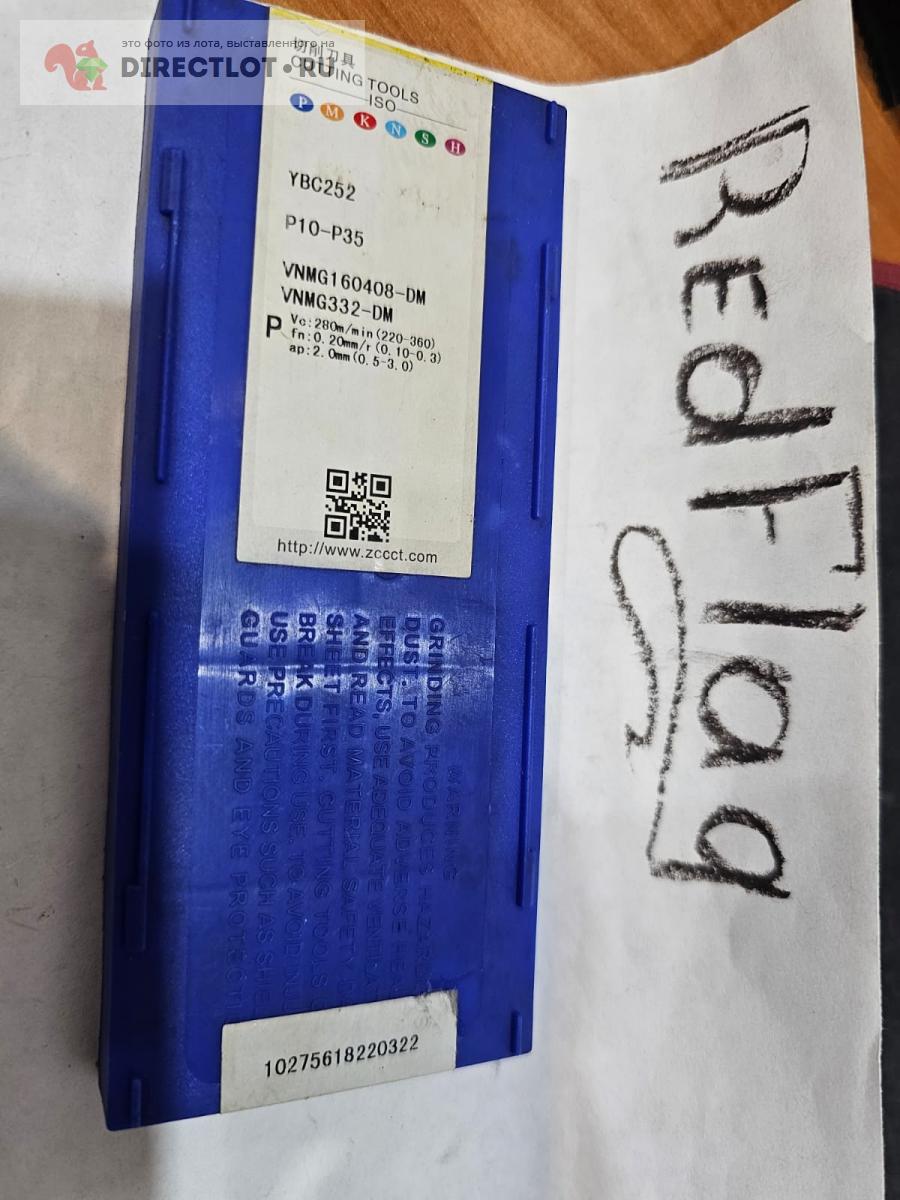 это фото из лота, выставленного на
DIRECTLOT.RU
切削刀具
CUTTING TOOLS
ISO
P M K N S H
YBC252
P10-P35
VNMG160408-DM
VNMG332-DM
P
Vc:280m/min(220-360)
fn:0.20mm/r(0.10-0.3)
ap:2.0mm(0.5-3.0)
http://www.zccct.com
WARNING
GRINDING PRODUCES HAZARD
DUST. TO AVOID ADVERSE HE
EFFECTS, USE ADEQUATE VENTILA
AND READ MATERIAL SAFETY
SHEET FIRST. CUTTING TOOLS
BREAK DURING USE. TO AVOID INJU
USE PRECAUTIONS SUCH AS SHIE
GUARDS AND EYE PROTECTI
10275618220322
RedFlag